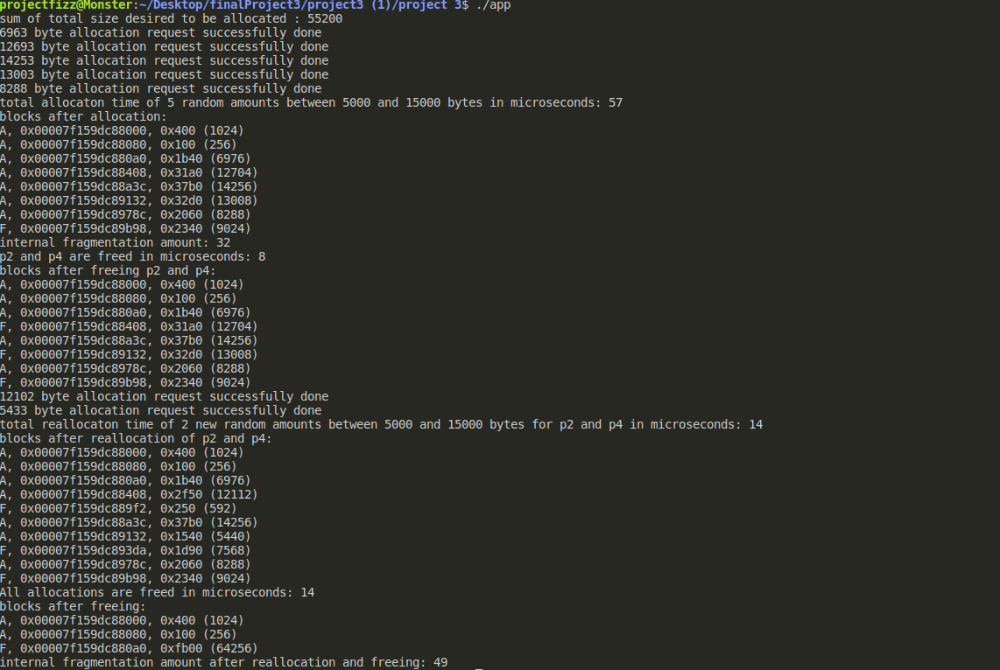 projectfizz@Monster:~/Desktop/finalProject3/project3 (1)/project 3$ ./app
sum of total size desired to be allocated : 55200
6963 byte allocation request successfully done
12693 byte allocation request successfully done
14253 byte allocation request successfully done
13003 byte allocation request successfully done
8288 byte allocation request successfully done
total allocaton time of 5 random amounts between 5000 and 15000 bytes in microseconds: 57
blocks after allocation:
A, 0x00007f159dc88000, 0x400 (1024)
A, 0x00007f159dc88080, 0x100 (256)
A, 0x00007f159dc880a0, 0x1b40 (6976)
A, 0x00007f159dc88408, 0x31a0 (12704)
A, 0x00007f159dc88a3c, 0x37b0 (14256)
A, 0x00007f159dc89132, 0x32d0 (13008)
A, 0x00007f159dc8978c, 0x2060 (8288)
F, 0x00007f159dc89b98, 0x2340 (9024)
internal fragmentation amount: 32
p2 and p4 are freed in microseconds: 8
blocks after freeing p2 and p4:
A, 0x00007f159dc88000, 0x400 (1024)
A, 0x00007f159dc88080, 0x100 (256)
A, 0x00007f159dc880a0, 0x1b40 (6976)
F, 0x00007f159dc88408, 0x31a0 (12704)
A, 0x00007f159dc88a3c, 0x37b0 (14256)
F, 0x00007f159dc89132, 0x32d0 (13008)
A, 0x00007f159dc8978c, 0x2060 (8288)
F, 0x00007f159dc89b98, 0x2340 (9024)
12102 byte allocation request successfully done
5433 byte allocation request successfully done
total reallocaton time of 2 new random amounts between 5000 and 15000 bytes for p2 and p4 in microseconds: 14
blocks after reallocation of p2 and p4:
A, 0x00007f159dc88000, 0x400 (1024)
A, 0x00007f159dc88080, 0x100 (256)
A, 0x00007f159dc880a0, 0x1b40 (6976)
A, 0x00007f159dc88408, 0x2f50 (12112)
F, 0x00007f159dc889f2, 0x250 (592)
A, 0x00007f159dc88a3c, 0x37b0 (14256)
A, 0x00007f159dc89132, 0x1540 (5440)
F, 0x00007f159dc893da, 0x1d90 (7568)
A, 0x00007f159dc8978c, 0x2060 (8288)
F, 0x00007f159dc89b98, 0x2340 (9024)
All allocations are freed in microseconds: 14
blocks after freeing:
A, 0x00007f159dc88000, 0x400 (1024)
A, 0x00007f159dc88080, 0x100 (256)
F, 0x00007f159dc880a0, 0xfb00 (64256)
internal fragmentation amount after reallocation and freeing: 49